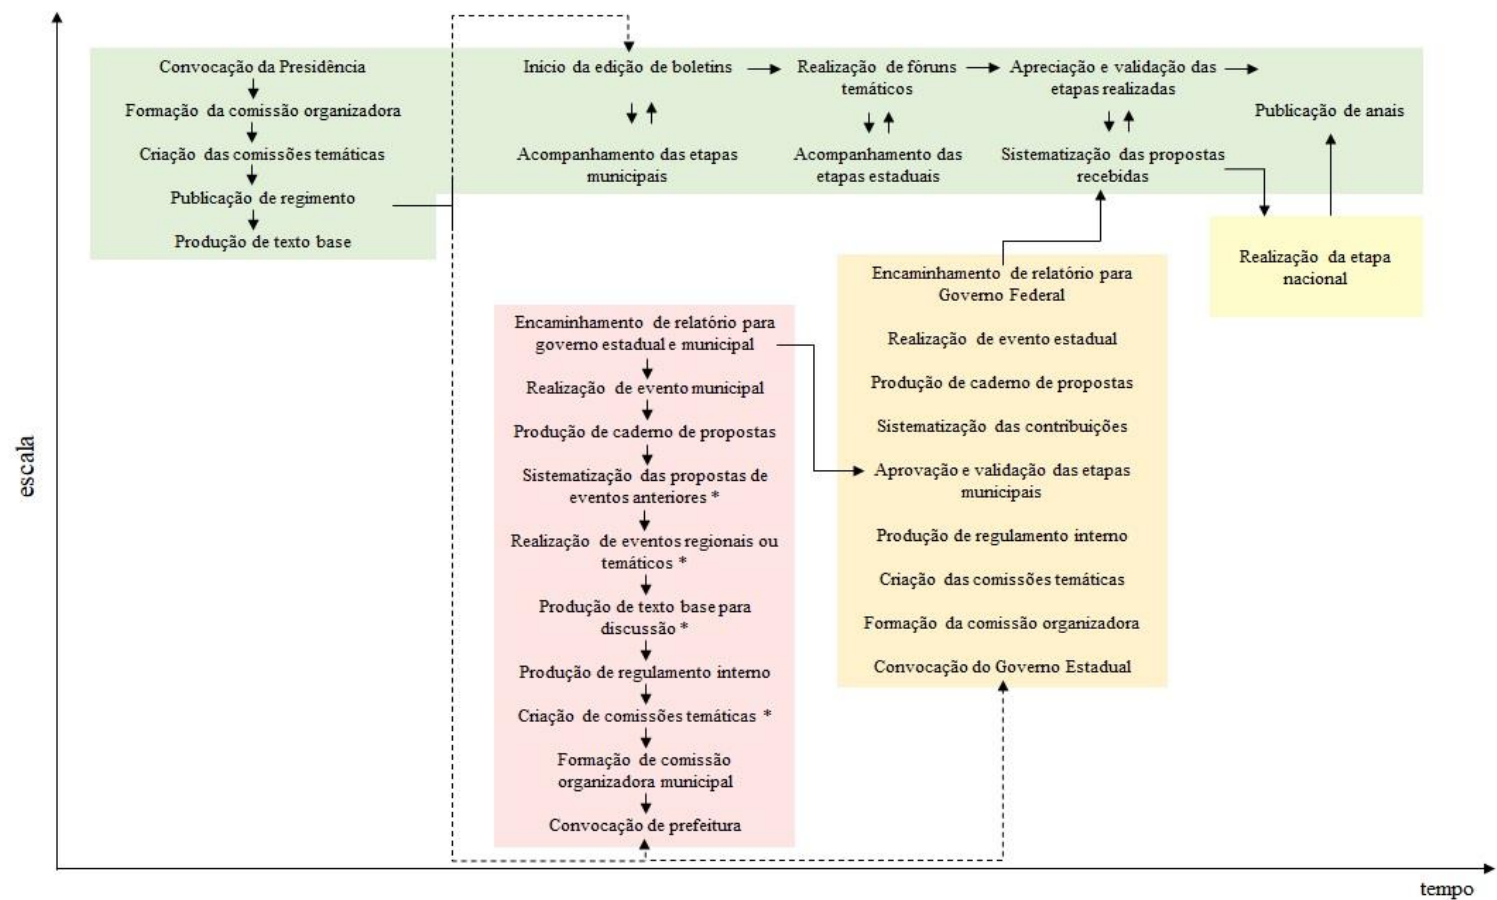 Convocação da Presidência
Formação da comissão organizadora
Criação das comissões temáticas
Publicação de regimento
Produção de texto base
Inicio da edição de boletins
Acompanhamento das etapas
municipais
Realização de fóruns
temáticos
Acompanhamento das
etapas estaduais
Apreciação e validação das
etapas realizadas
Sistematização das propostas
recebidas
Publicação de anais
Realização da etapa
nacional
Encaminhamento de relatório para
governo estadual e municipal
Realização de evento municipal
Produção de caderno de propostas
Sistematização das propostas de
eventos anteriores *
Realização de eventos regionais ou
temáticos *
Produção de texto base para
discussão *
Produção de regulamento interno
Criação de comissões temáticas *
Formação de comissão
organizadora municipal
Convocação de prefeitura
Encaminhamento de relatório para
Governo Federal
Realização de evento estadual
Produção de caderno de propostas
Sistematização das contribuições
Aprovação e validação das etapas
municipais
Produção de regulamento interno
Criação das comissões temáticas
Formação da comissão organizadora
Convocação do Governo Estadual
escala
tempo